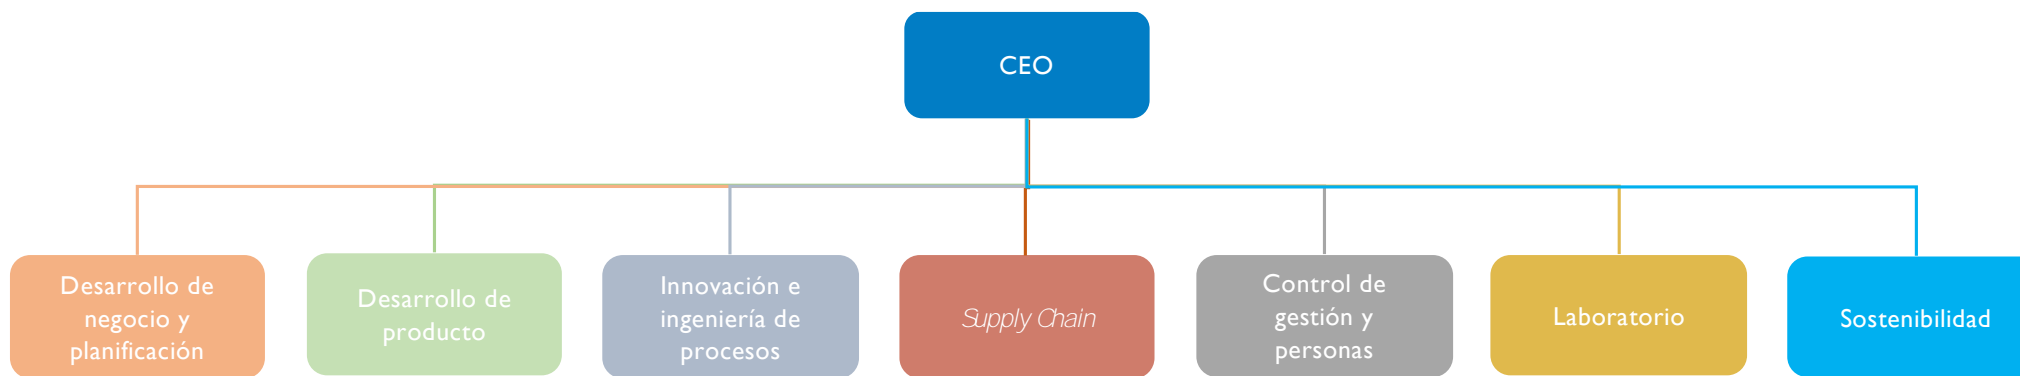 CEO
Desarrollo de
negocio y
planificación
Desarrollo de
producto
Innovación e
ingeniería de
procesos
Supply Chain
Control de
gestión y
personas
Laboratorio
Sostenibilidad